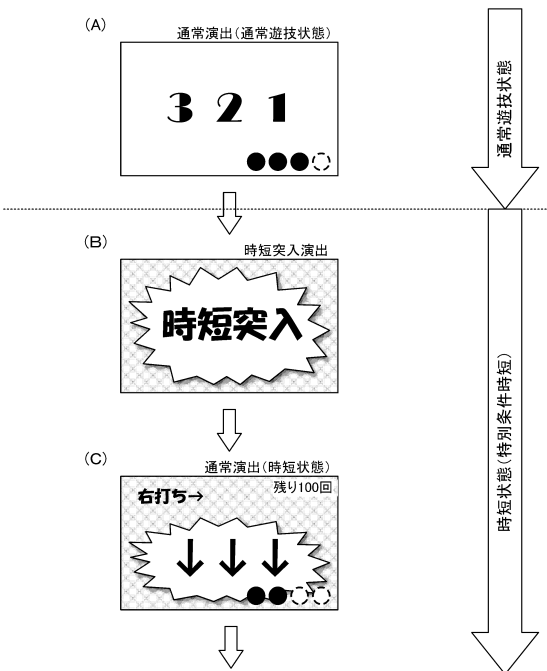 (A)
通常演出(通常遊技状態)
3 2 1
通常遊技状態
(B)
時短突入演出
時短突入
(C)
通常演出(時短状態)
右打ち→
残り100回
↓ ↓ ↓
時短状態(特別条件時短)